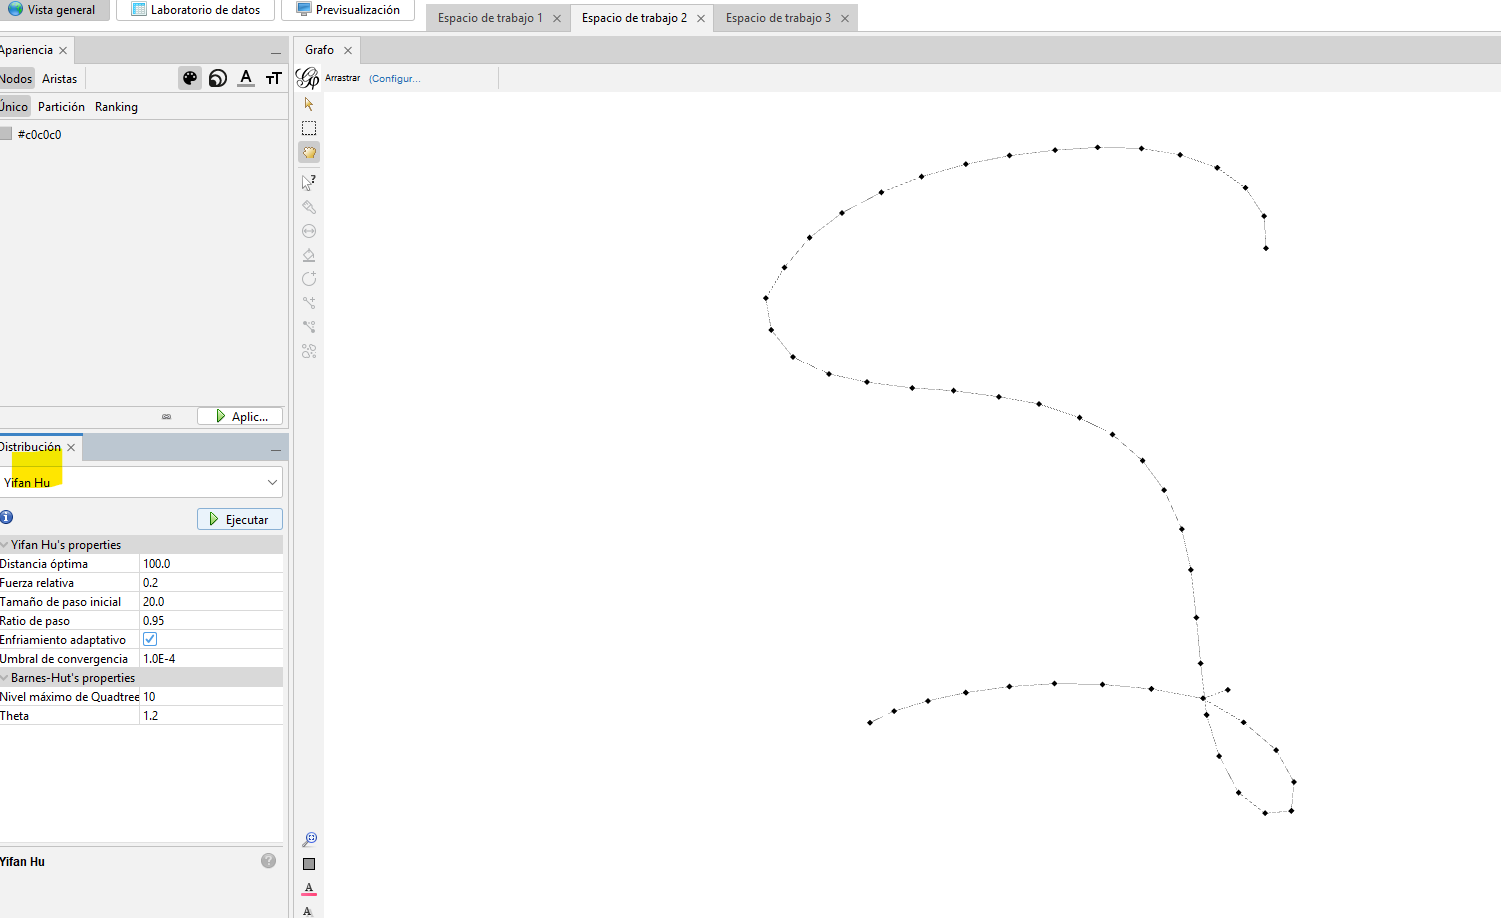 Vista general
Laboratorio de datos
Previsualización
Espacio de trabajo 1
Espacio de trabajo 2
Espacio de trabajo 3
Apariencia
Nodos Aristas
Único Partición Ranking
#c0c0c0
Aplic...
Distribución
Yifan Hu
Ejecutar
Yifan Hu's properties
Distancia óptima 100.0
Fuerza relativa 0.2
Tamaño de paso inicial 20.0
Ratio de paso 0.95
Enfriamiento adaptativo
Umbral de convergencia 1.0E-4
Barnes-Hut's properties
Nivel máximo de Quadtree 10
Theta 1.2
Yifan Hu
Grafo
Arrastrar (Configur...